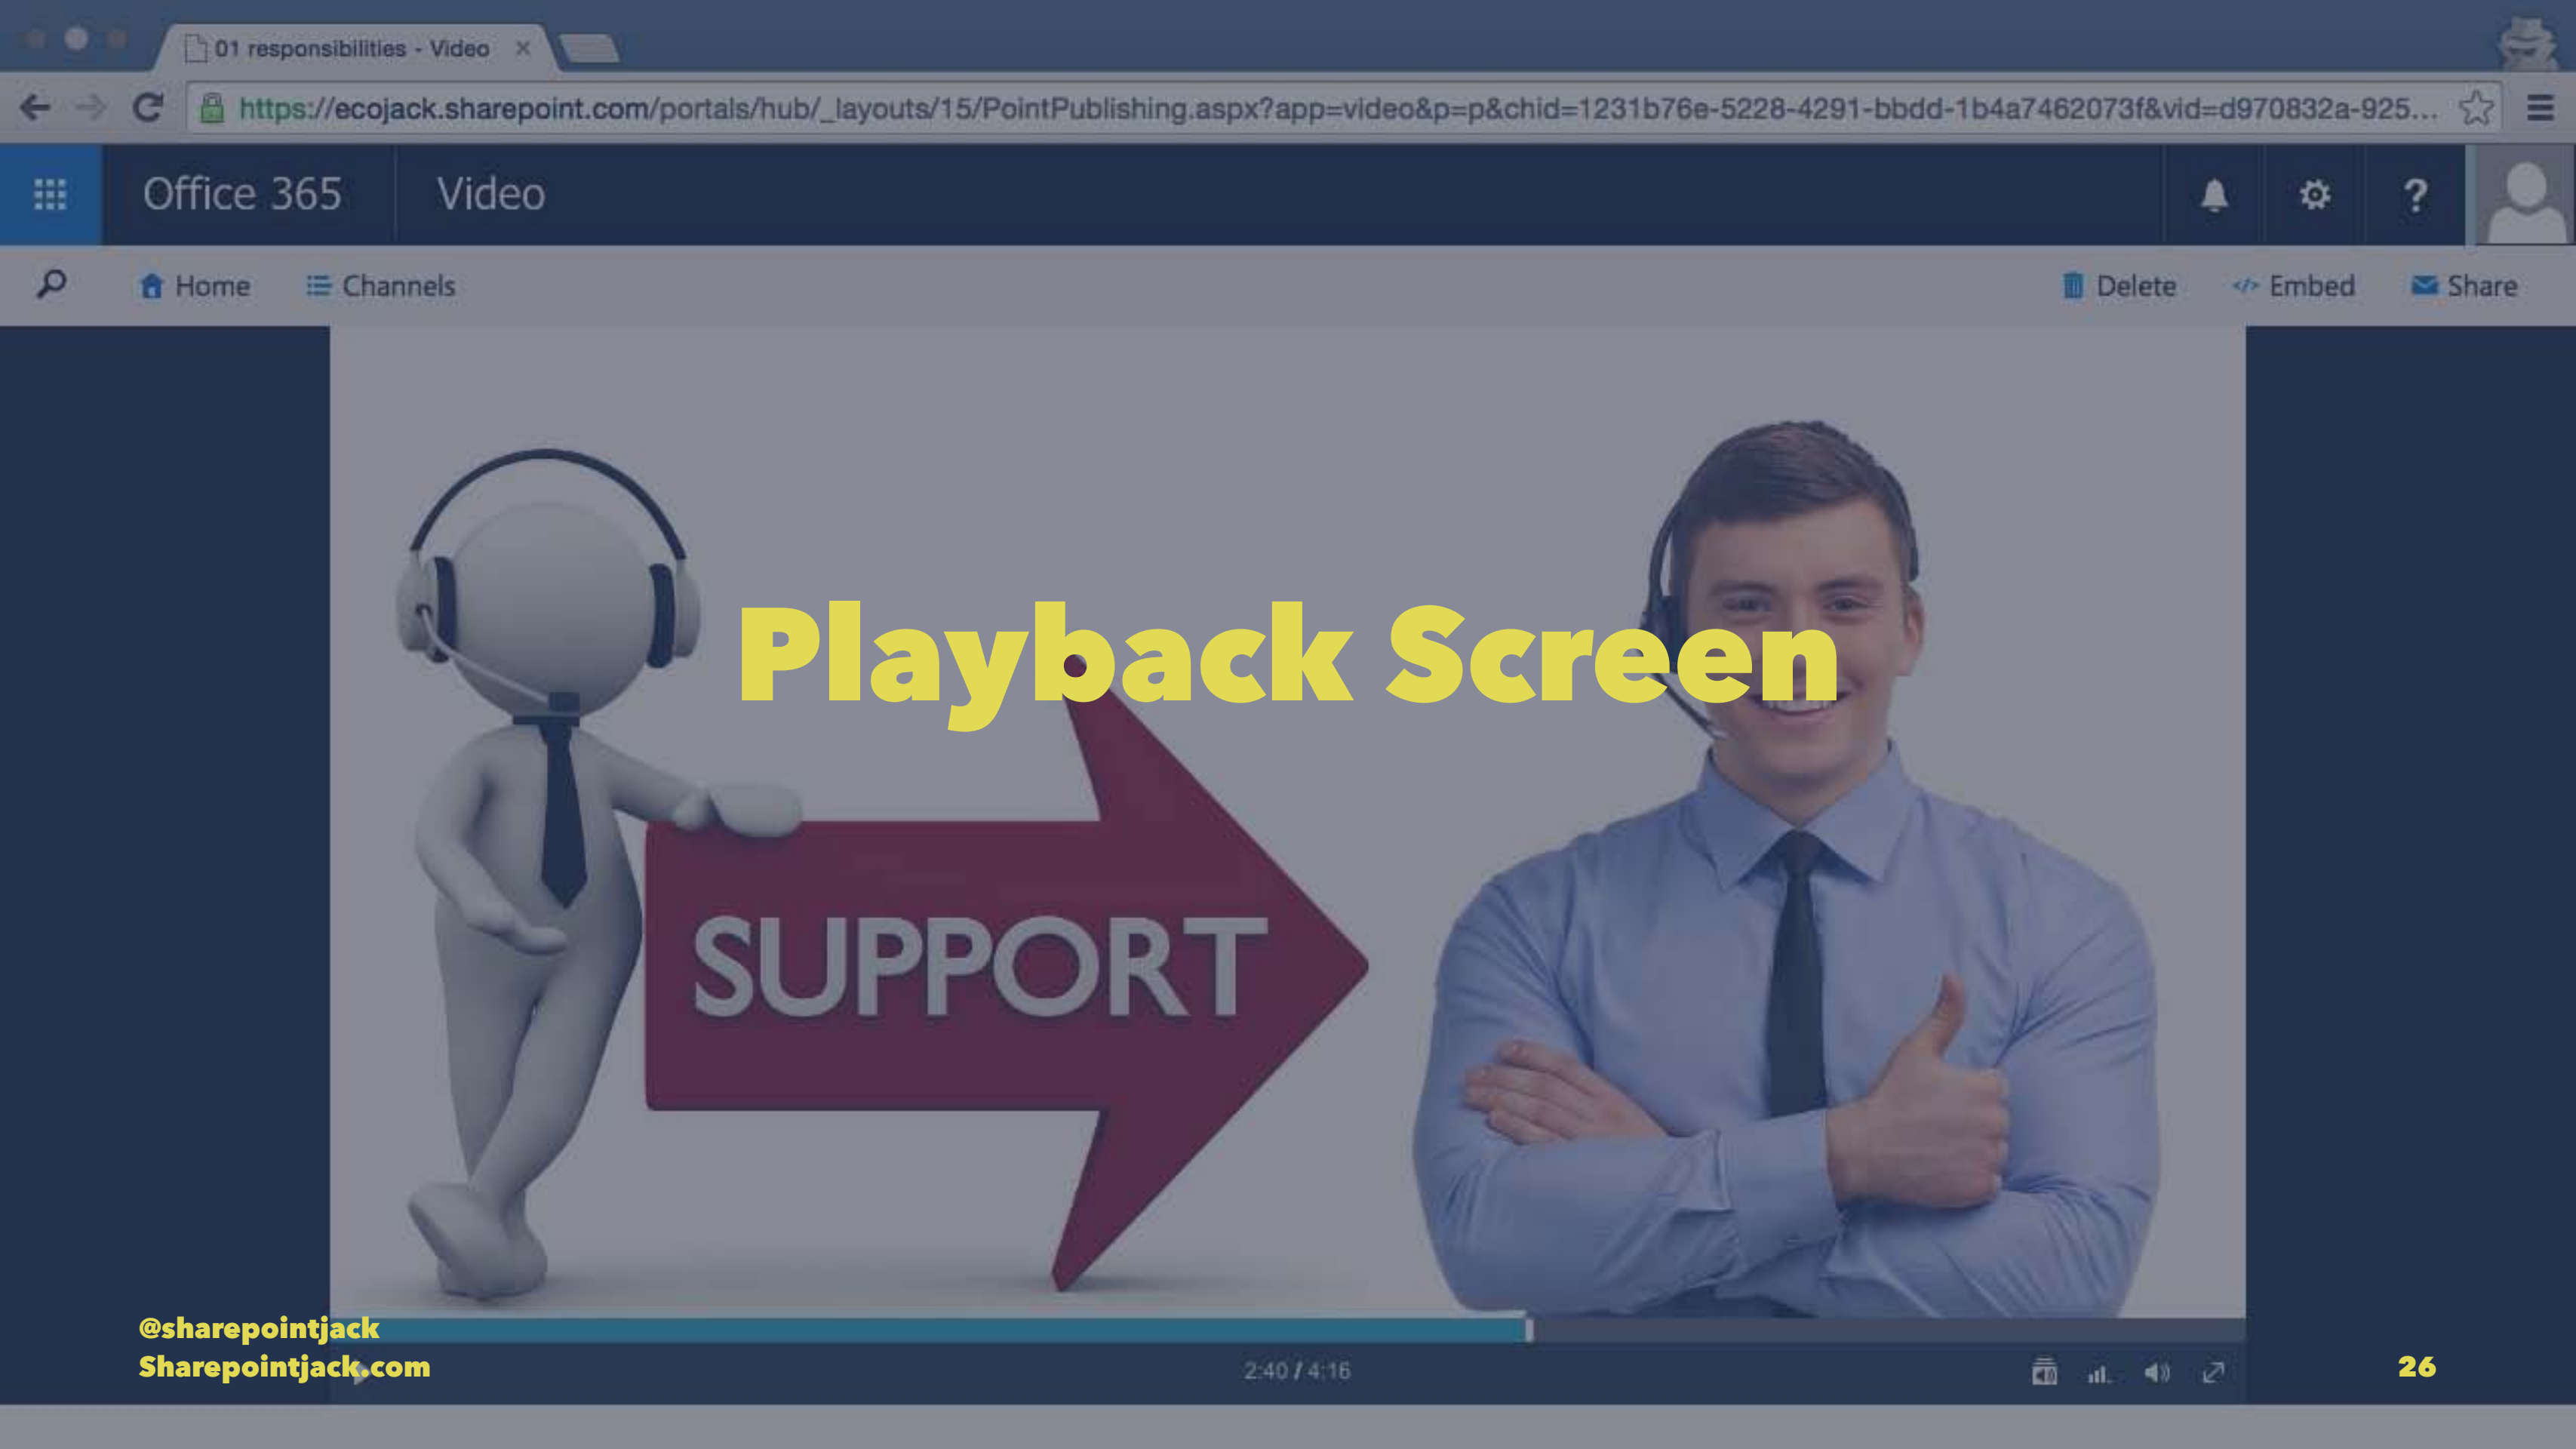 01 responsibilities - Video
https://ecojack.sharepoint.com/portals/hub/_layouts/15/PointPublishing.aspx?app=video&p=p&chid=1231b76e-5228-4291-bbdd-1b4a7462073f&vid=d970832a-925...
Office 365 Video ?
Home Channels Delete Embed Share
Playback Screen
SUPPORT
@sharepointjack
Sharepointjack.com 2:40 / 4:16 26